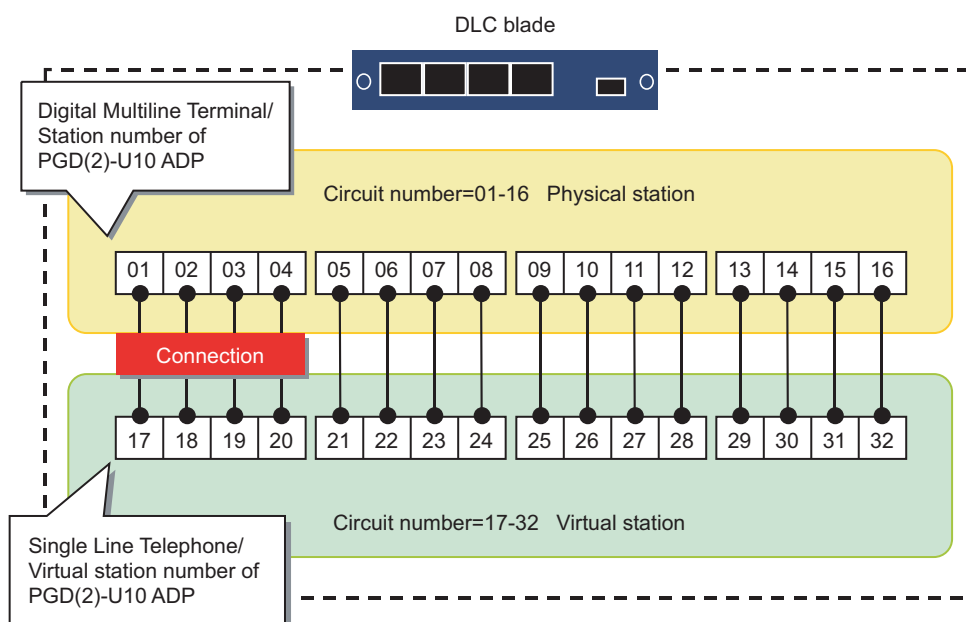 DLC blade
Digital Multiline Terminal/
Station number of
PGD(2)-U10 ADP
Circuit number=01-16 Physical station
01 02 03 04 05 06 07 08 09 10 11 12 13 14 15 16
Connection
17 18 19 20 21 22 23 24 25 26 27 28 29 30 31 32
Circuit number=17-32 Virtual station
Single Line Telephone/
Virtual station number of
PGD(2)-U10 ADP